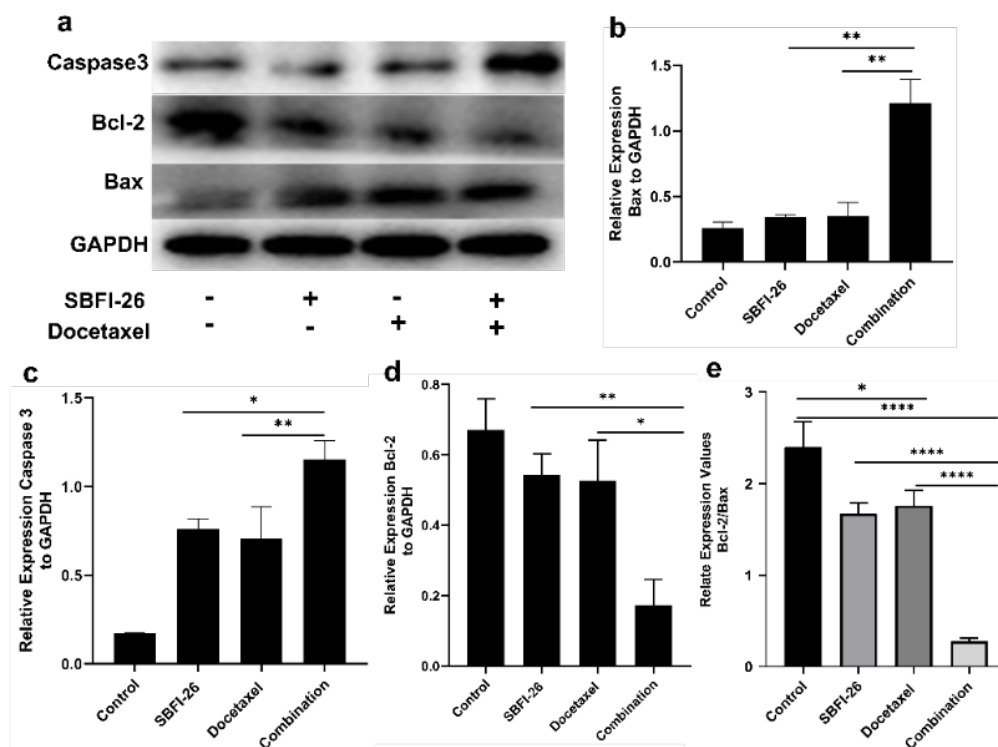 a
Caspase3
Bcl-2
Bax
GAPDH
SBFI-26 - + - +
Docetaxel - - + +
b
Relative Expression
Bax to GAPDH
1.5
1.0
0.5
0.0
** 
**
Control
SBFI-26
Docetaxel
Combination
c
Relative Expression Caspase 3
to GAPDH
1.5
1.0
0.5
0.0
*
**
Control
SBFI-26
Docetaxel
Combination
d
Relative Expression Bcl-2
to GAPDH
0.8
0.6
0.4
0.2
0.0
**
*
Control
SBFI-26
Docetaxel
Combination
e
Relate Expression Values
Bcl-2/Bax
3
2
1
0
*
****
****
****
Control
SBFI-26
Docetaxel
Combination